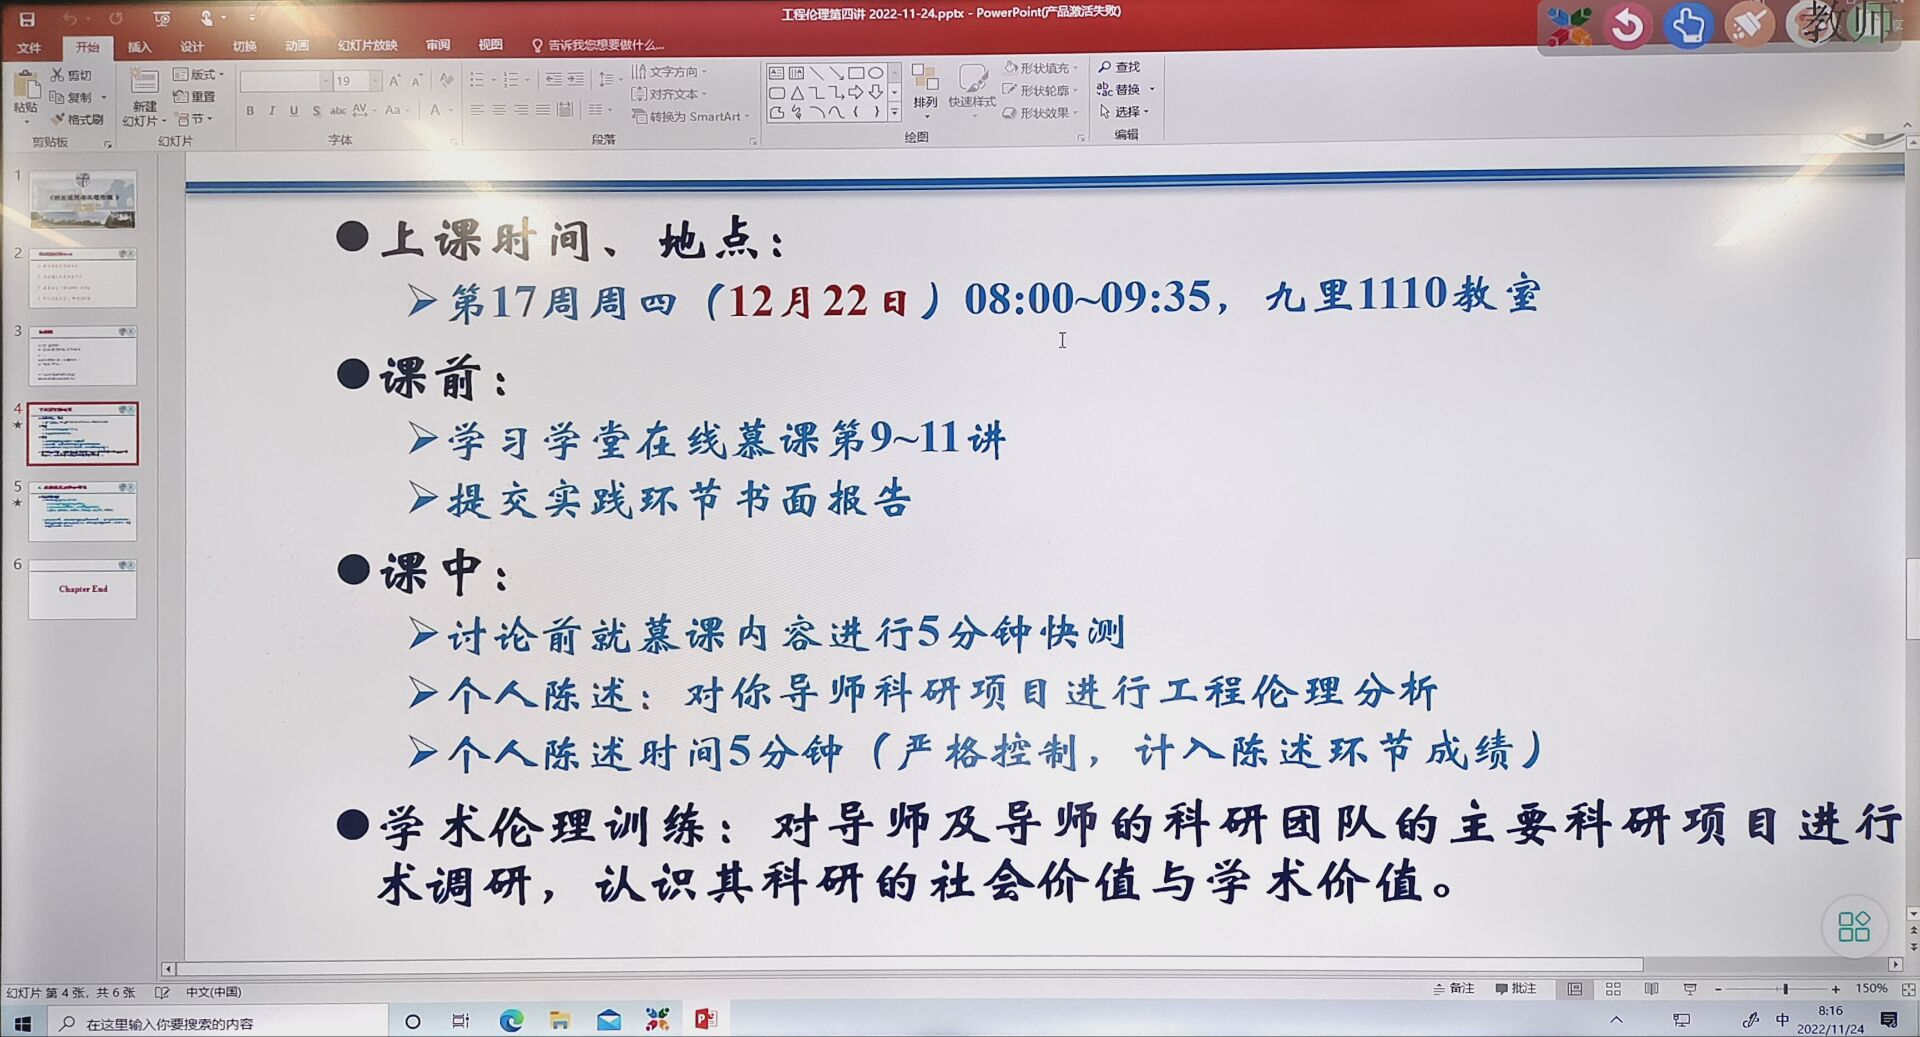 工程伦理第四讲 2022-11-24.pptx - PowerPoint(产品激活失败)
教师
文件 开始 插入 设计 切换 动画 幻灯片放映 审阅 视图 告诉我您想要做什么...
粘贴 剪切 复制 格式刷 剪贴板
新建 幻灯片 版式 重置 节 幻灯片
19
B I U S abc AV Aa A
字体
文字方向 对齐文本 转换为 SmartArt 段落
排列 快速样式 形状填充 形状轮廓 形状效果 绘图
查找 替换 选择 编辑
1
2
3
4
5
6
Chapter End
上课时间、地点：
第17周周四（12月22日）08:00~09:35，九里1110教室
课前：
学习学堂在线慕课第9~11讲
提交实践环节书面报告
课中：
讨论前就慕课内容进行5分钟快测
个人陈述：对你导师科研项目进行工程伦理分析
个人陈述时间5分钟（严格控制，计入陈述环节成绩）
学术伦理训练：对导师及导师的科研团队的主要科研项目进行
术调研，认识其科研的社会价值与学术价值。
幻灯片 第 4 张，共 6 张 中文(中国) 备注 批注 150%
在这里输入你要搜索的内容
中
8:16
2022/11/24